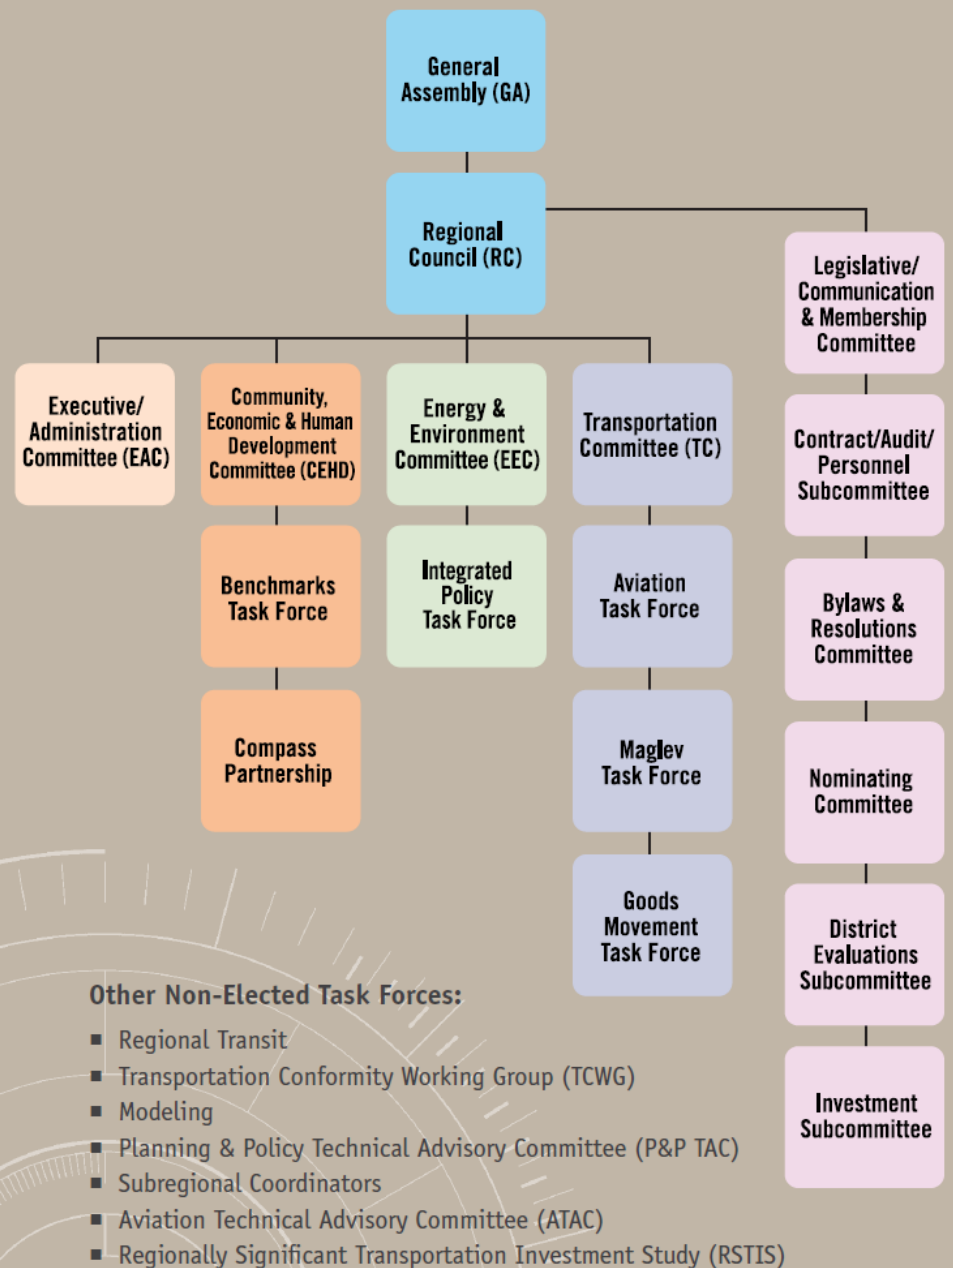 General
Assembly (GA)
Regional
Council (RC)
Legislative/
Communication
& Membership
Committee
Executive/
Administration
Committee (EAC)
Community,
Economic & Human
Development
Committee (CEHD)
Energy &
Environment
Committee (EEC)
Transportation
Committee (TC)
Contract/Audit/
Personnel
Subcommittee
Benchmarks
Task Force
Integrated
Policy
Task Force
Aviation
Task Force
Bylaws &
Resolutions
Committee
Compass
Partnership
Maglev
Task Force
Nominating
Committee
Goods
Movement
Task Force
District
Evaluations
Subcommittee
Investment
Subcommittee
Other Non-Elected Task Forces:
▪ Regional Transit
▪ Transportation Conformity Working Group (TCWG)
▪ Modeling
▪ Planning & Policy Technical Advisory Committee (P&P TAC)
▪ Subregional Coordinators
▪ Aviation Technical Advisory Committee (ATAC)
▪ Regionally Significant Transportation Investment Study (RSTIS)